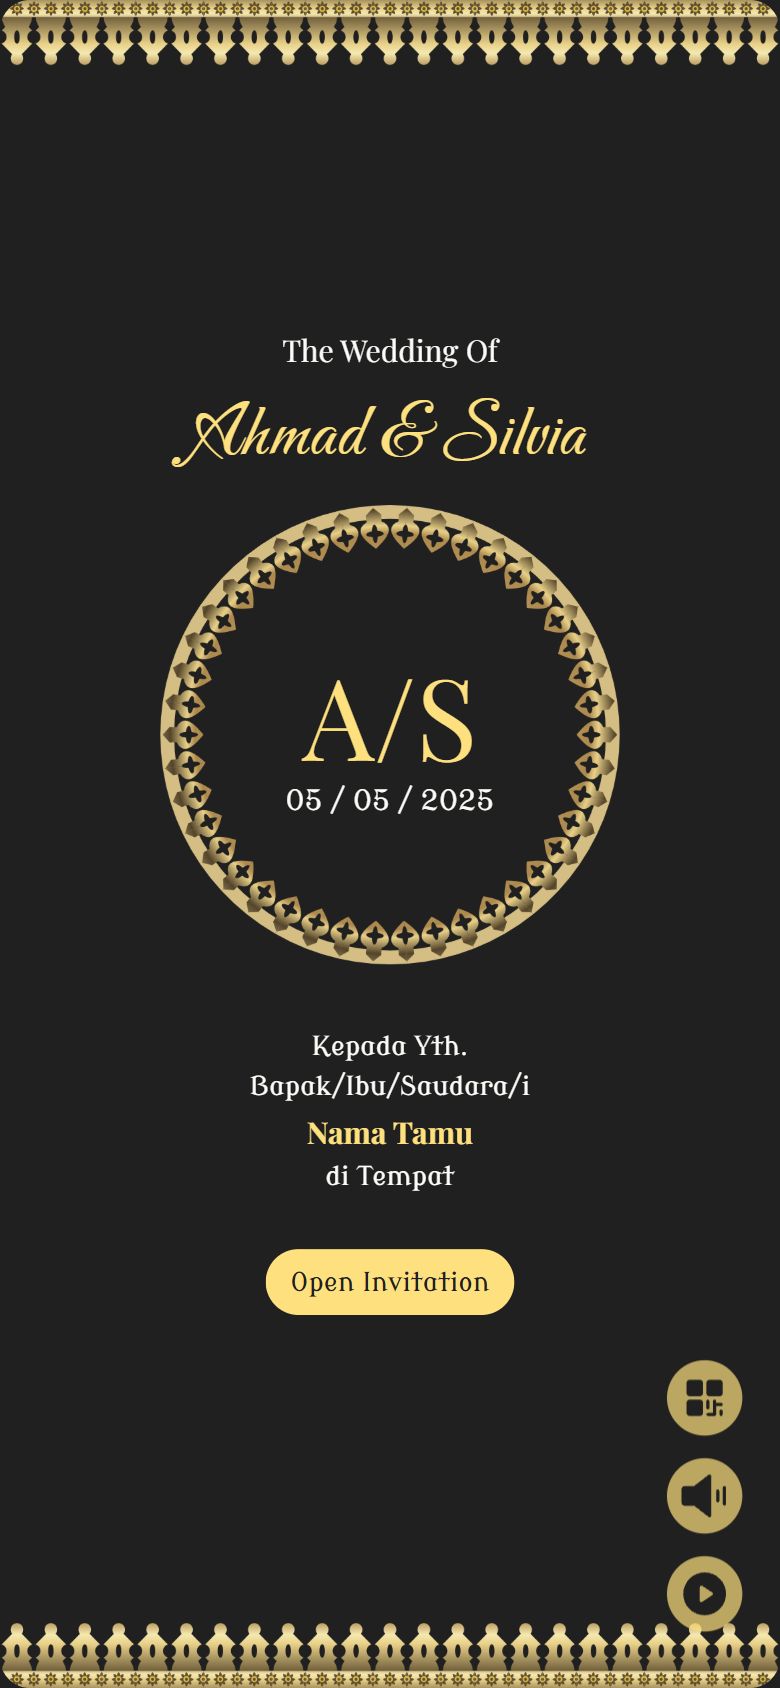 The Wedding Of
Ahmad & Silvia
A/S
05 / 05 / 2025
Kepada Yth.
Bapak/Ibu/Saudara/i
Nama Tamu
di Tempat
Open Invitation